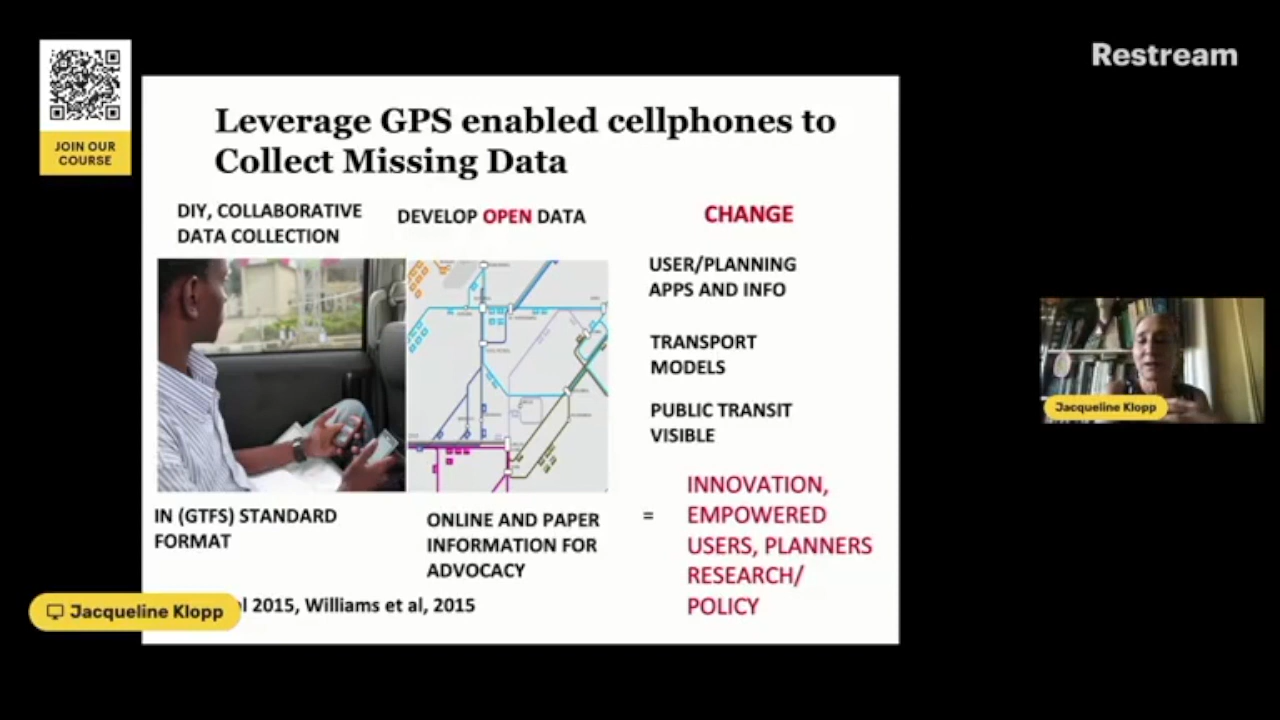 Restream
JOIN OUR
COURSE
Leverage GPS enabled cellphones to
Collect Missing Data
DIY, COLLABORATIVE
DATA COLLECTION
DEVELOP OPEN DATA
CHANGE
USER/PLANNING
APPS AND INFO
TRANSPORT
MODELS
PUBLIC TRANSIT
VISIBLE
IN (GTFS) STANDARD
FORMAT
ONLINE AND PAPER
INFORMATION FOR
ADVOCACY
=
INNOVATION,
EMPOWERED
USERS, PLANNERS
RESEARCH/
POLICY
2015, Williams et al, 2015
Jacqueline Klopp
Jacqueline Klopp